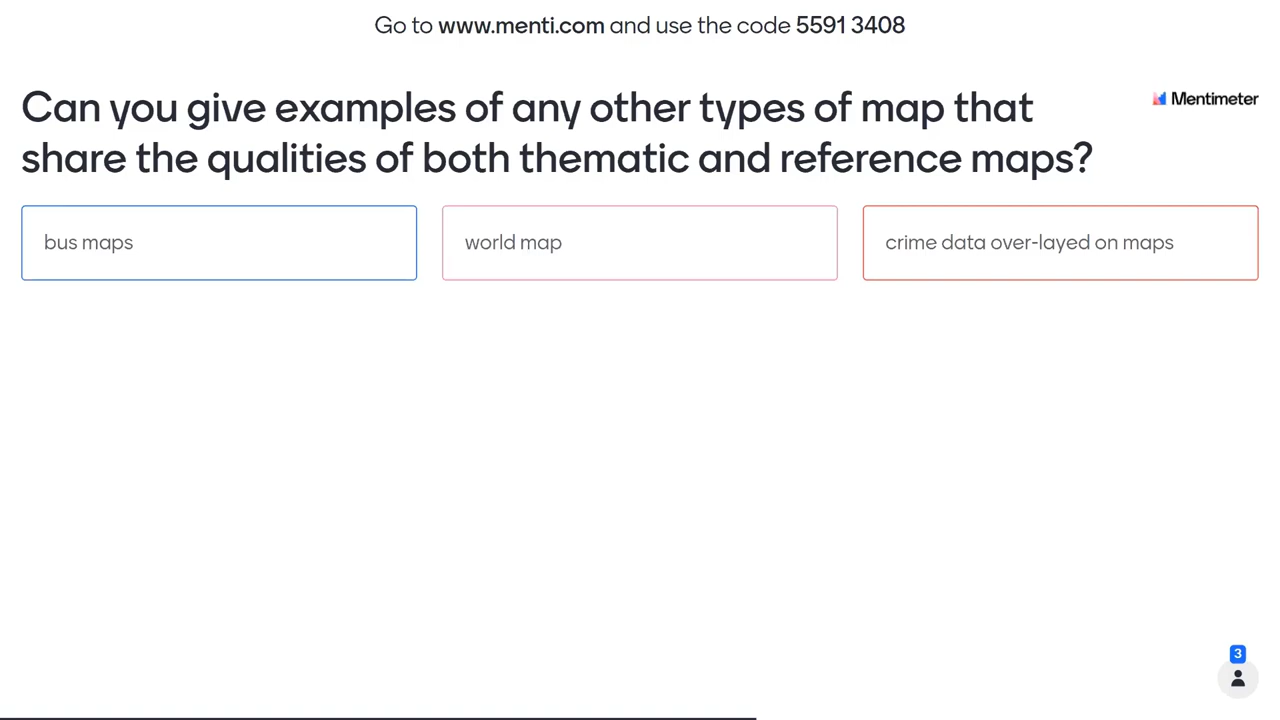 Go to www.menti.com and use the code 5591 3408
Can you give examples of any other types of map that
share the qualities of both thematic and reference maps?
Mentimeter
bus maps
world map
crime data over-layed on maps
3